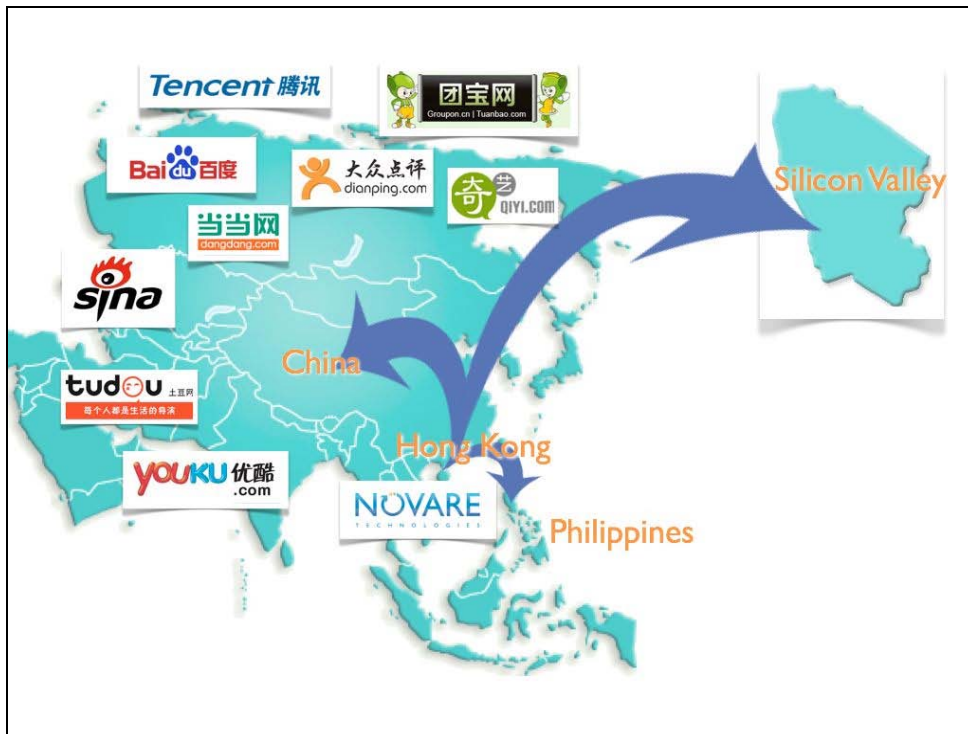 Tencent 腾讯
团宝网
Groupon.cn | Tuanbao.com
Bai du 百度
大众点评
dianping.com
奇 艺
QIYI.COM
Silicon Valley
当当网
dangdang.com
sina
China
tudou 土豆网
每个人都是生活的导演
Hong Kong
YOUKU 优酷
.com
NOVARE
TECHNOLOGIES
Philippines